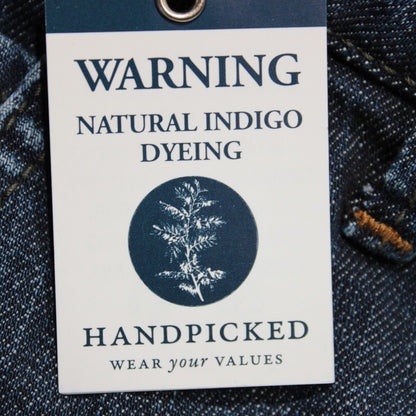 WARNING
NATURAL INDIGO
DYEING
HANDPICKED
WEAR your VALUES